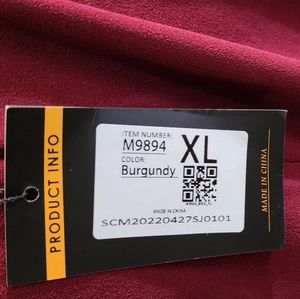 PRODUCT INFO
ITEM NUMBER:
M9894
XL
COLOR:
Burgundy
MADE IN CHINA
SCM20220427SJ0101
MADE IN CHINA